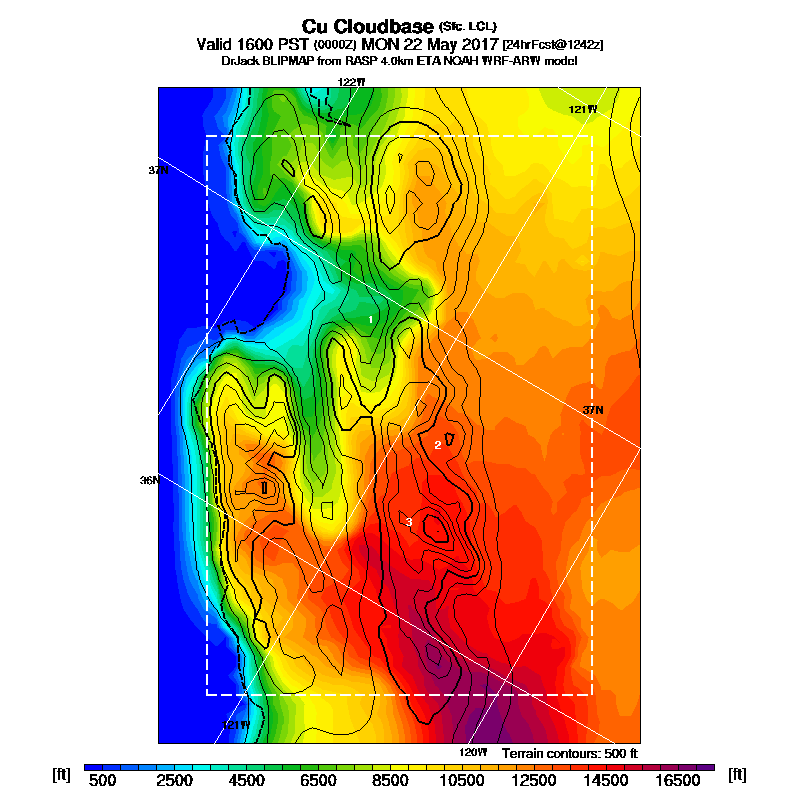 Cu Cloudbase (Sfc. LCL)
Valid 1600 PST (0000Z) MON 22 May 2017 [24hrFcst@1242z]
DrJack BLIPMAP from RASP 4.0km ETA NOAH WRF-ARW model
122W
121W
37N
1
37N
2
36N
3
121W
120W
Terrain contours: 500 ft
[ft] 500 2500 4500 6500 8500 10500 12500 14500 16500 [ft]